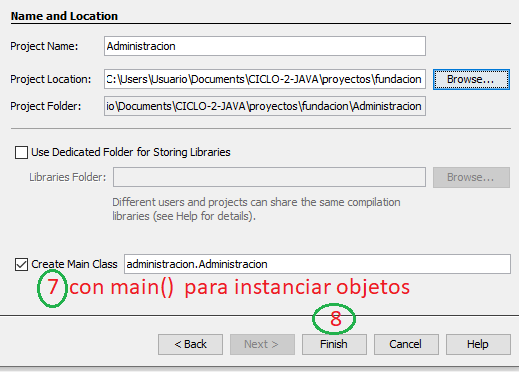 Name and Location
Project Name: Administracion
Project Location: C:\Users\Usuario\Documents\CICLO-2-JAVA\proyectos\fundacion Browse...
Project Folder: io\Documents\CICLO-2-JAVA\proyectos\fundacion\Administracion
Use Dedicated Folder for Storing Libraries
Libraries Folder: Browse...
Different users and projects can share the same compilation
libraries (see Help for details).
Create Main Class administracion.Administracion
7 con main() para instanciar objetos
8
< Back Next > Finish Cancel Help